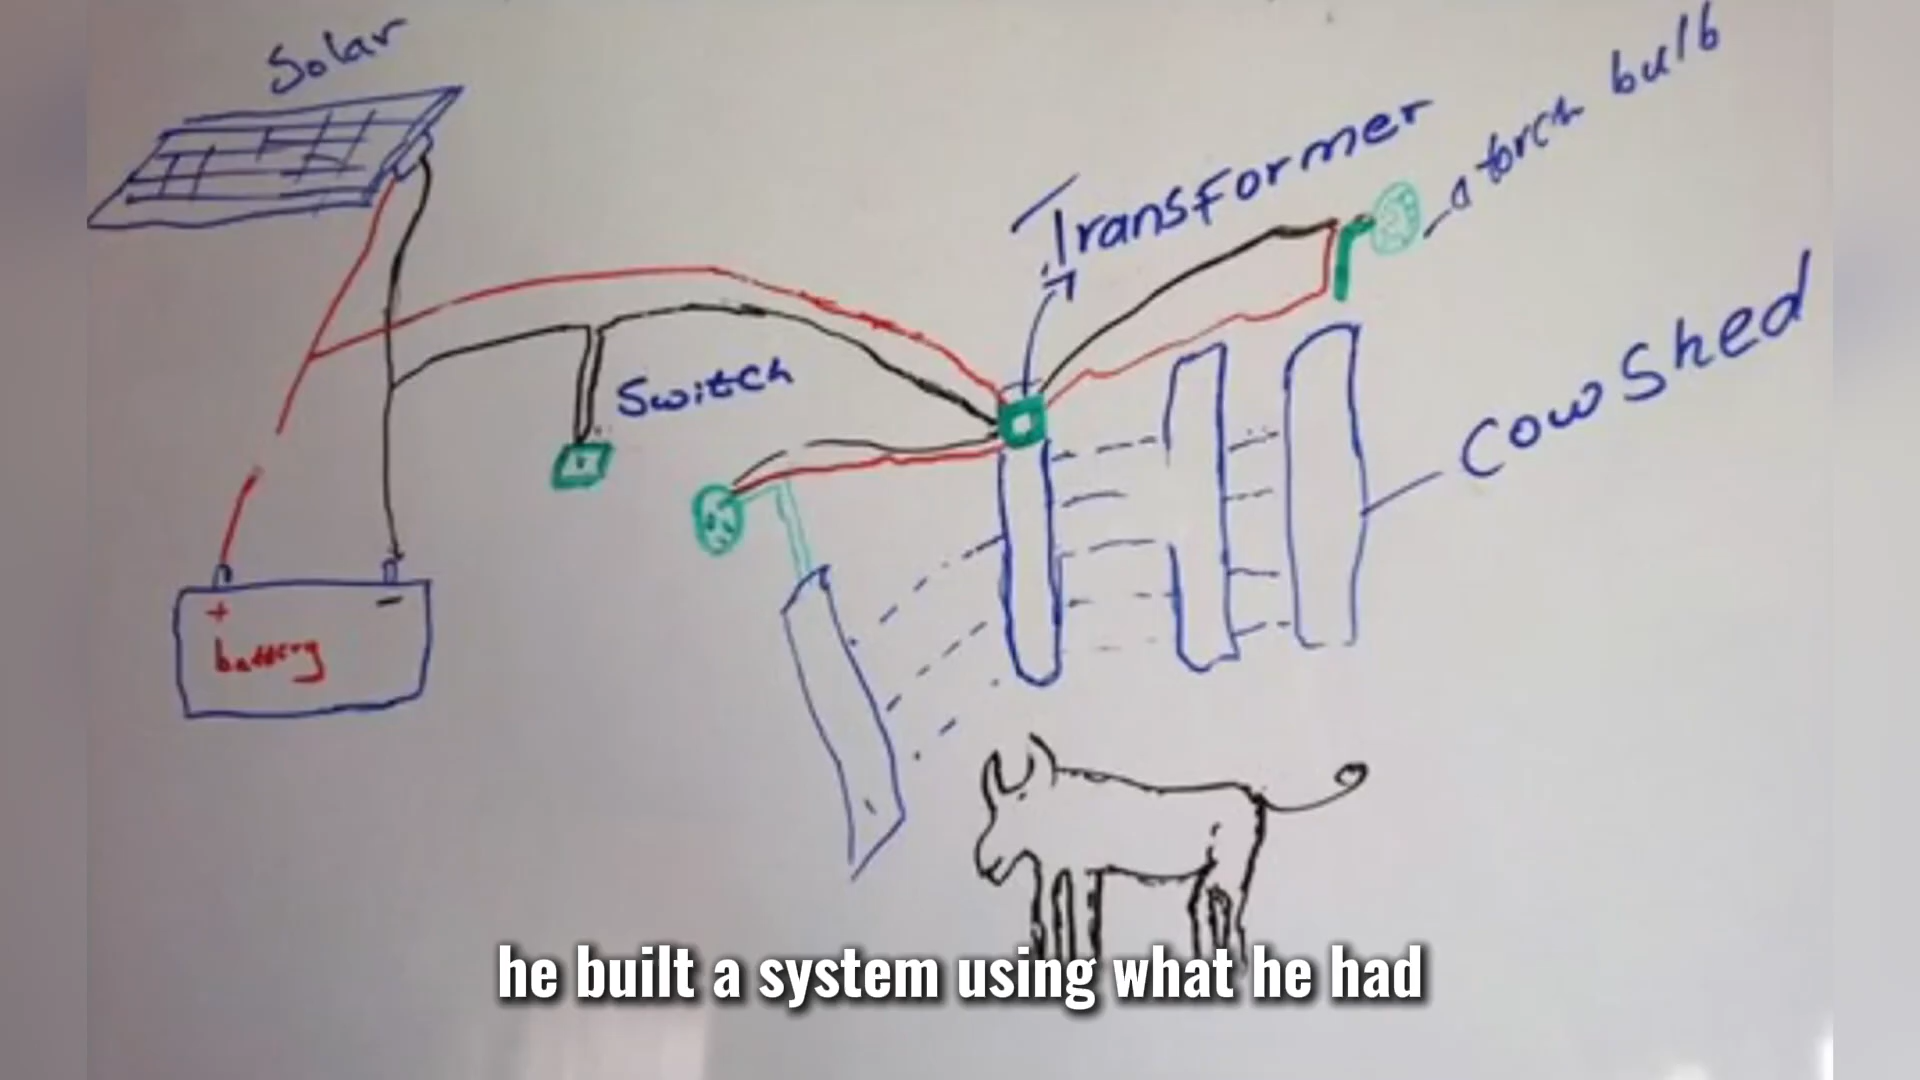 Solar
a torch bulb
Transformer
Switch
Cow Shed
+ -
battery
he built a system using what he had